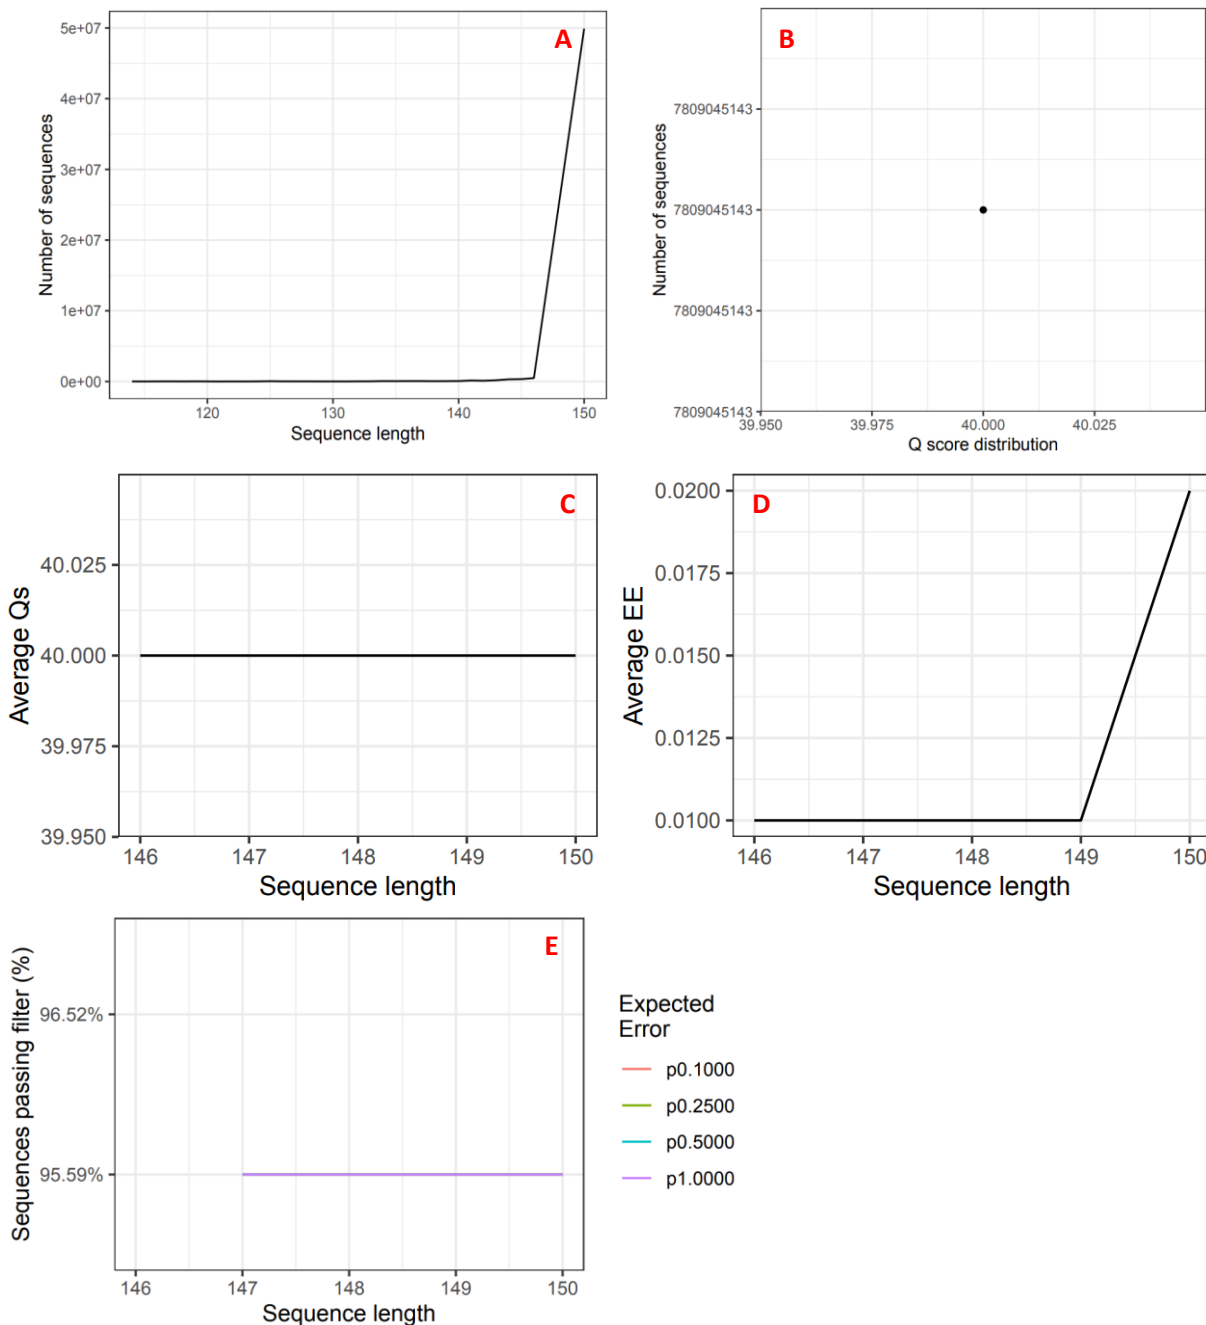 A
Number of sequences
5e+07
4e+07
3e+07
2e+07
1e+07
0e+00
120
130
140
150
Sequence length
B
Number of sequences
7809045143
7809045143
7809045143
7809045143
39.950
39.975
40.000
40.025
Q score distribution
C
Average Qs
40.025
40.000
39.975
39.950
146
147
148
149
150
Sequence length
D
Average EE
0.0200
0.0175
0.0150
0.0125
0.0100
146
147
148
149
150
Sequence length
E
Sequences passing filter (%)
96.52%
95.59%
146
147
148
149
150
Sequence length
Expected
Error
p0.1000
p0.2500
p0.5000
p1.0000